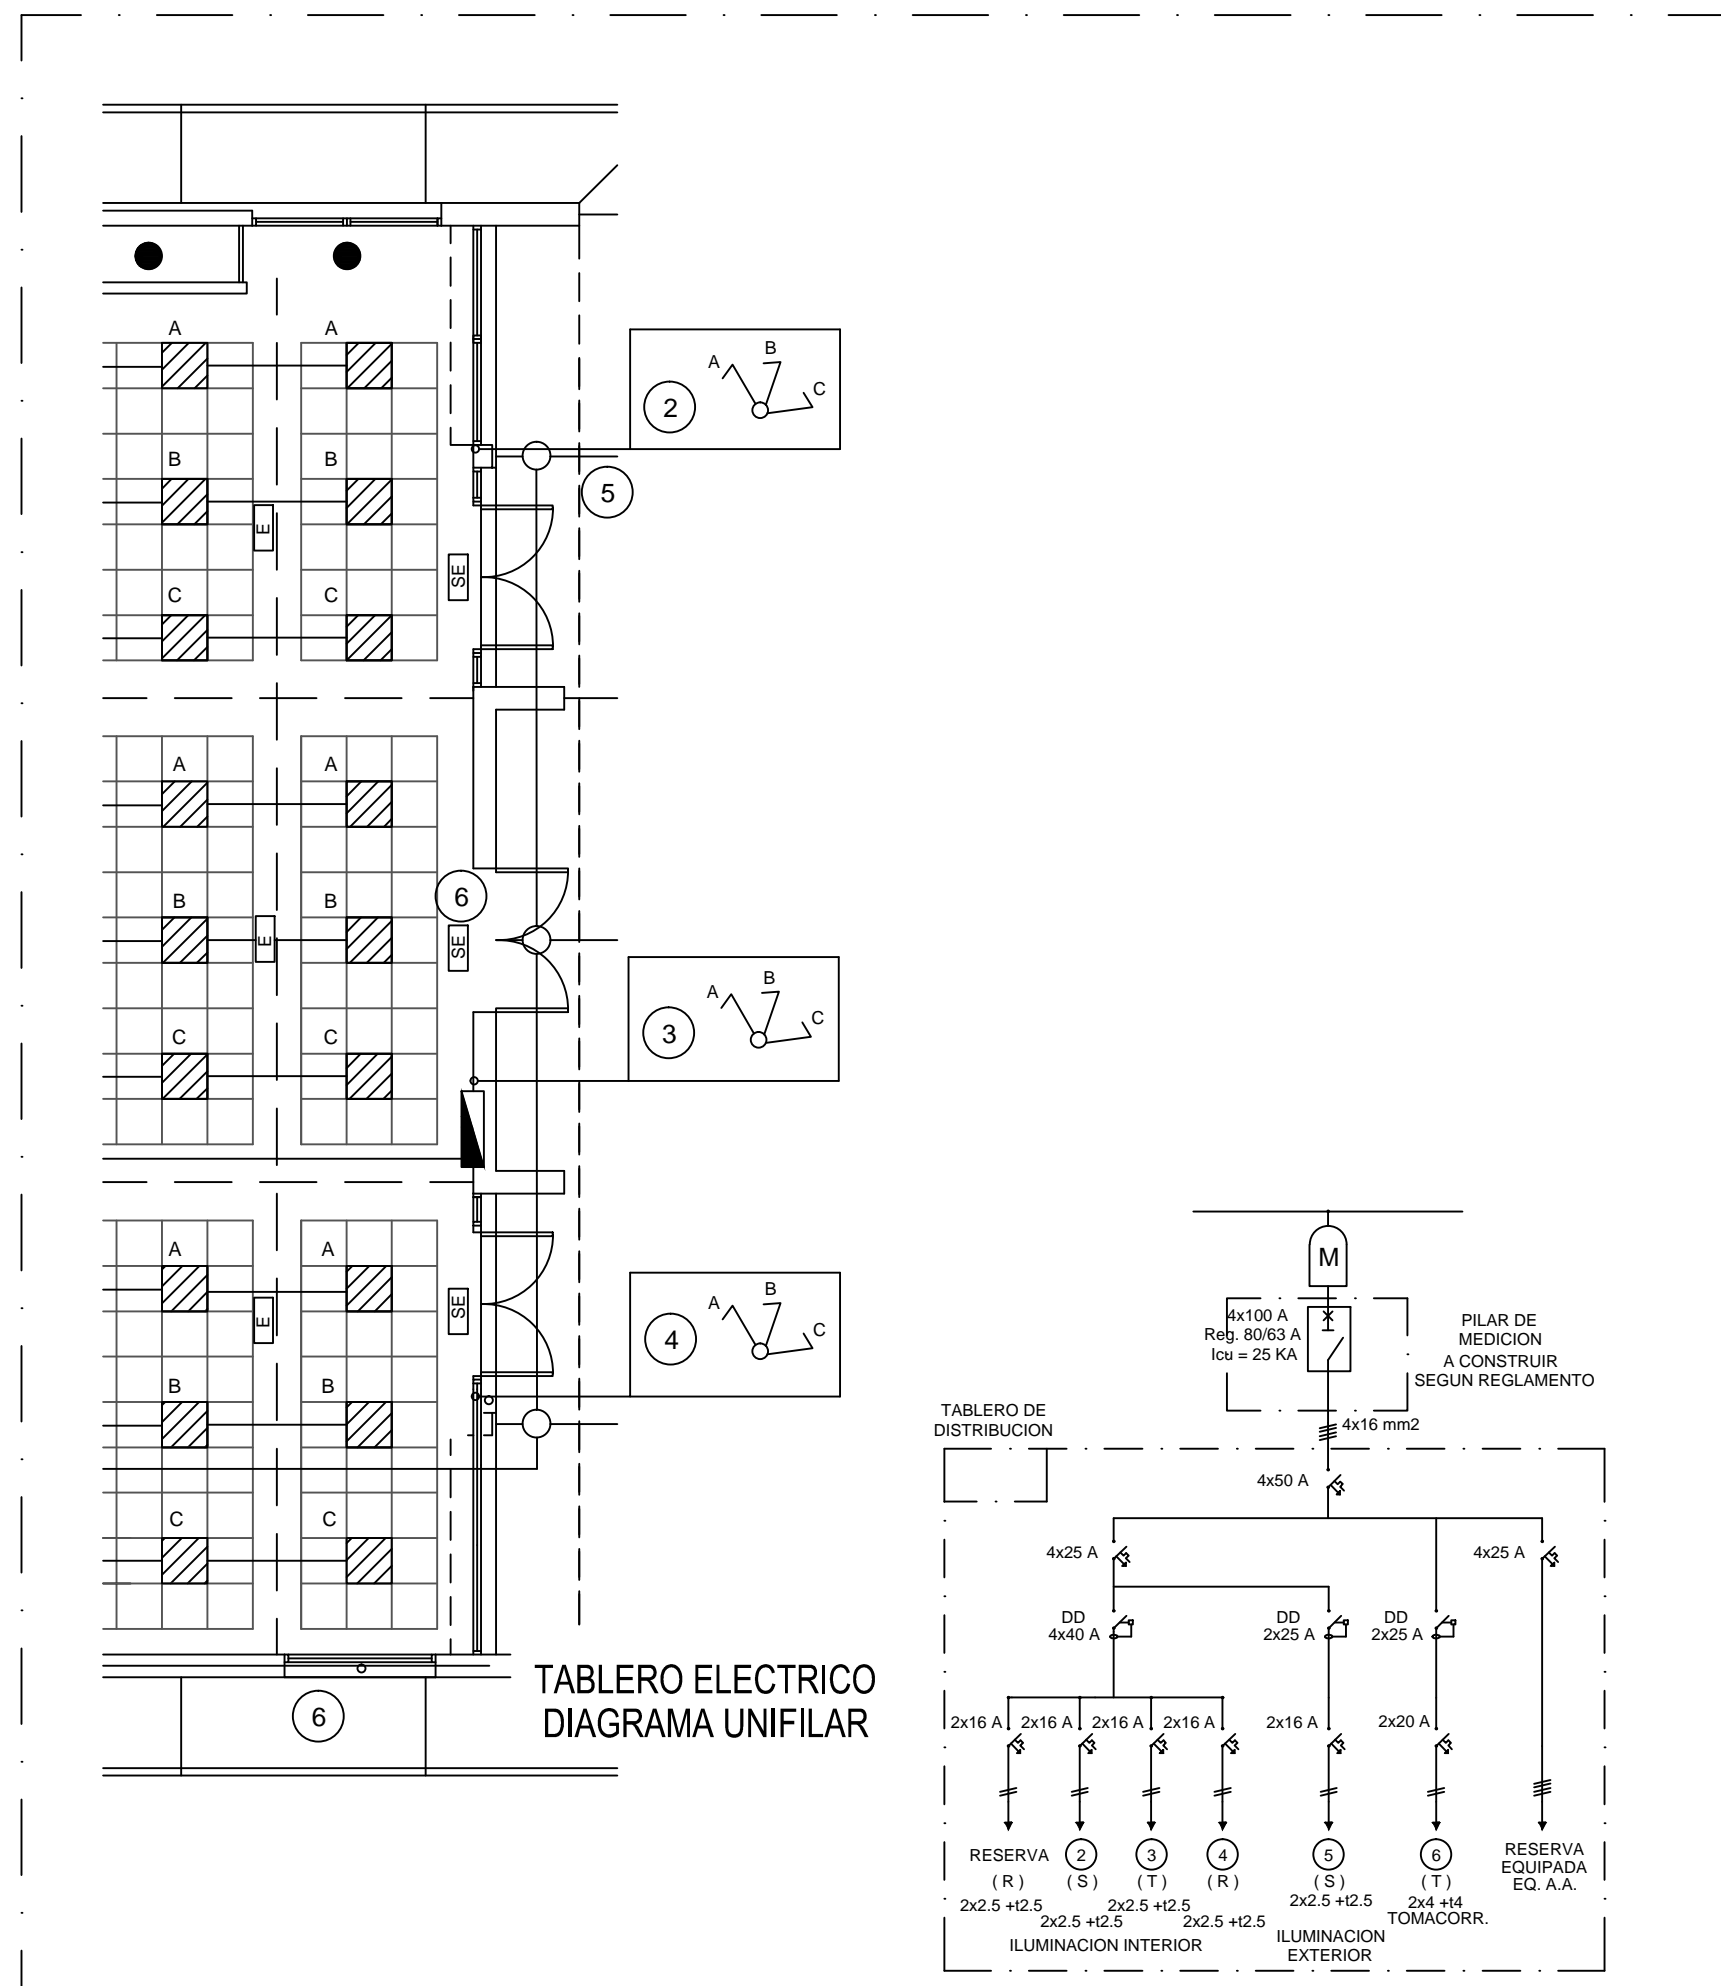 A
A
A
B
C
2
B
B
5
E
SE
C
C
A
A
6
B
B
E
SE
A
B
C
3
C
C
A
A
E
SE
A
B
C
4
B
B
C
C
6
TABLERO ELECTRICO
DIAGRAMA UNIFILAR
M
4x100 A
Reg. 80/63 A
Icu = 25 KA
PILAR DE
MEDICION
A CONSTRUIR
SEGUN REGLAMENTO
4x16 mm2
TABLERO DE
DISTRIBUCION
4x50 A
4x25 A
4x25 A
DD
4x40 A
DD
2x25 A
DD
2x25 A
2x16 A
2x16 A
2x16 A
2x16 A
2x16 A
2x20 A
RESERVA
( R )
2x2.5 +t2.5
2
( S )
2x2.5 +t2.5
3
( T )
2x2.5 +t2.5
4
( R )
2x2.5 +t2.5
ILUMINACION INTERIOR
5
( S )
2x2.5 +t2.5
ILUMINACION
EXTERIOR
6
( T )
2x4 +t4
TOMACORR.
RESERVA
EQUIPADA
EQ. A.A.